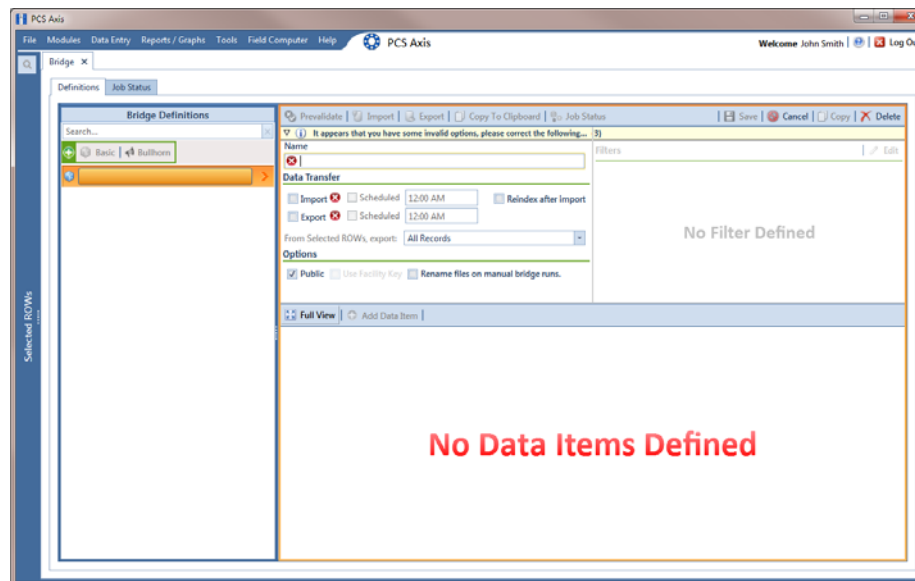 PCS Axis
File Modules Data Entry Reports / Graphs Tools Field Computer Help PCS Axis Welcome John Smith Log Ou
Bridge
Definitions Job Status
Bridge Definitions
Search...
Basic Bullhorn
Selected ROWs
Prevalidate Import Export Copy To Clipboard Job Status Save Cancel Copy Delete
It appears that you have some invalid options, please correct the following... 3)
Name
Filters Edit
Data Transfer
Import Scheduled 12:00 AM Reindex after import
Export Scheduled 12:00 AM
From Selected ROWs, export: All Records
No Filter Defined
Options
Public Use Facility Key Rename files on manual bridge runs.
Full View Add Data Item
No Data Items Defined